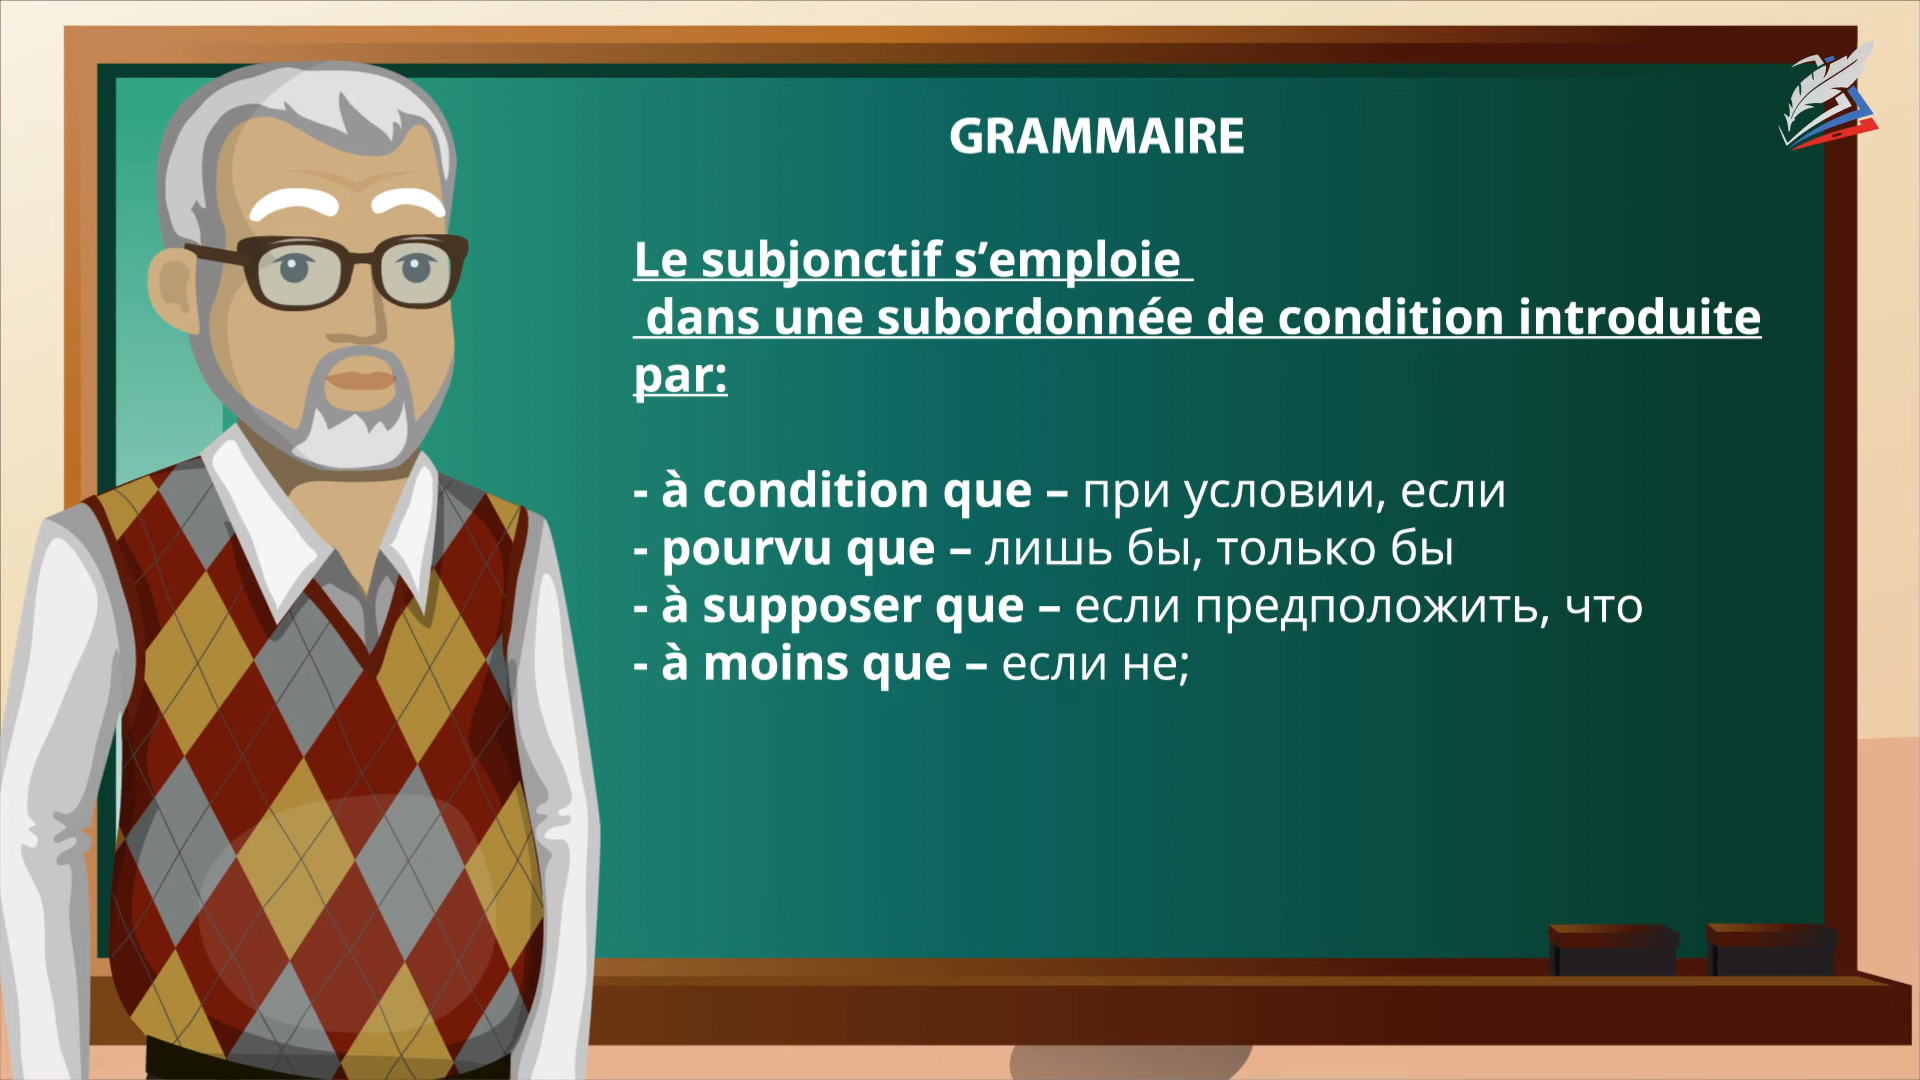 GRAMMAIRE
Le subjonctif s’emploie
dans une subordonnée de condition introduite
par:
- à condition que – при условии, если
- pourvu que – лишь бы, только бы
- à supposer que – если предположить, что
- à moins que – если не;